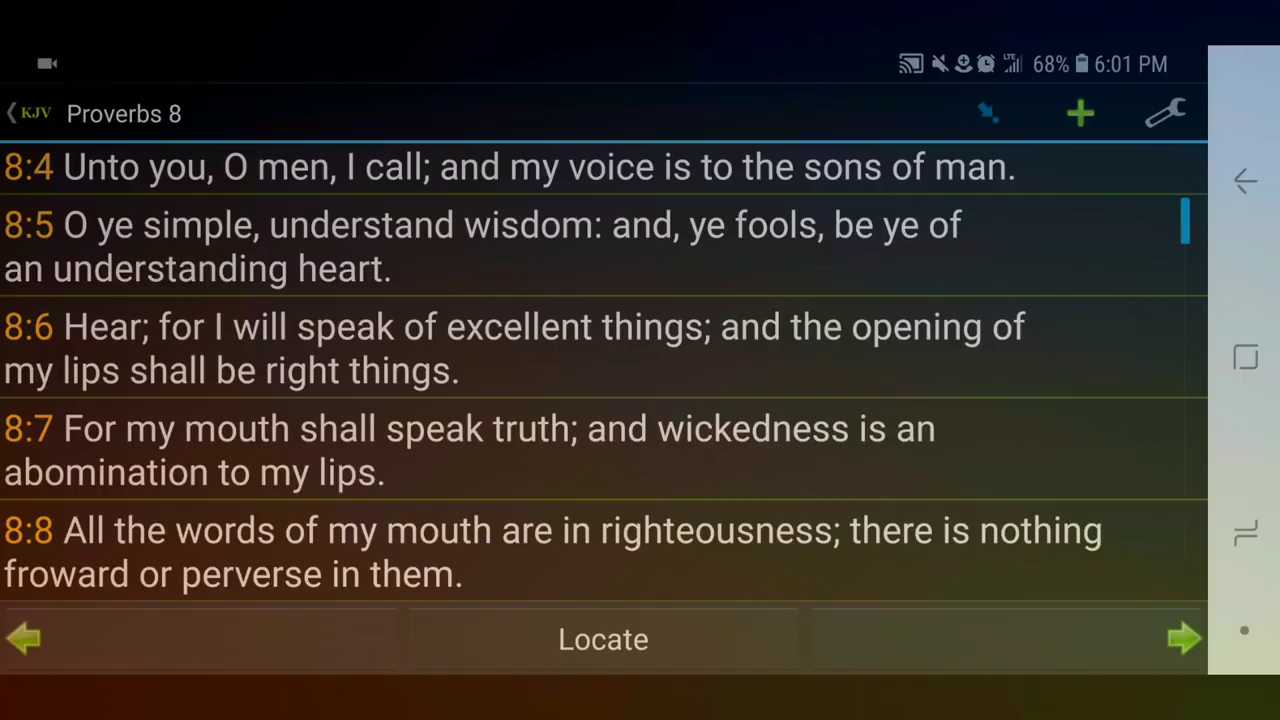 LTE 68% 6:01 PM
KJV Proverbs 8
8:4 Unto you, O men, I call; and my voice is to the sons of man.
8:5 O ye simple, understand wisdom: and, ye fools, be ye of
an understanding heart.
8:6 Hear; for I will speak of excellent things; and the opening of
my lips shall be right things.
8:7 For my mouth shall speak truth; and wickedness is an
abomination to my lips.
8:8 All the words of my mouth are in righteousness; there is nothing
froward or perverse in them.
Locate